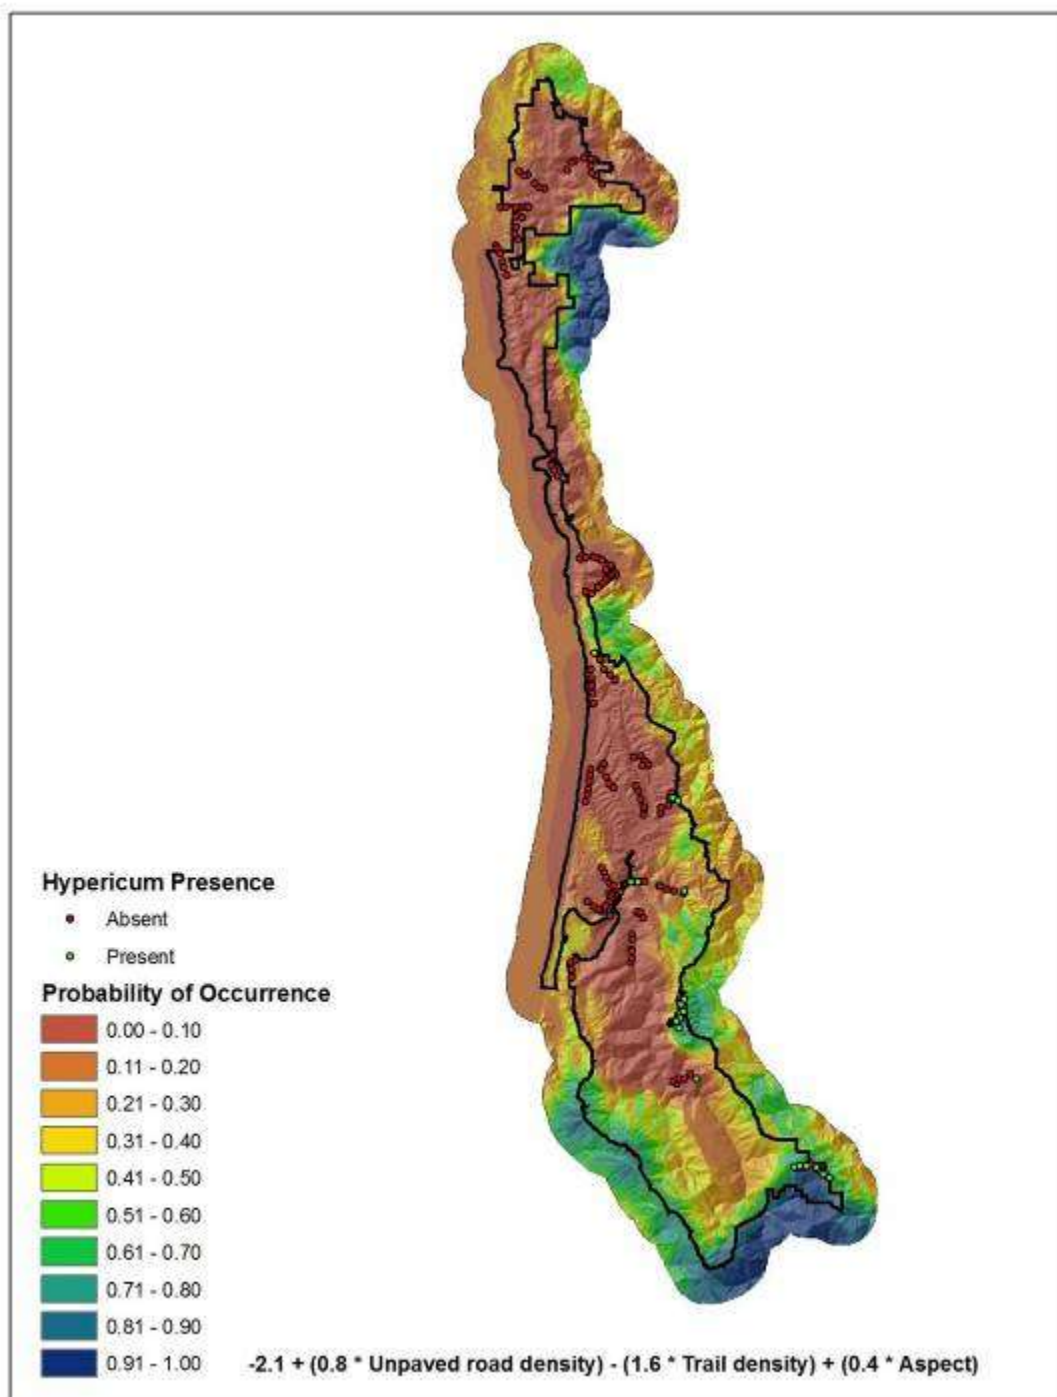 Hypericum Presence
Absent
Present
Probability of Occurrence
0.00 - 0.10
0.11 - 0.20
0.21 - 0.30
0.31 - 0.40
0.41 - 0.50
0.51 - 0.60
0.61 - 0.70
0.71 - 0.80
0.81 - 0.90
0.91 - 1.00
-2.1 + (0.8 * Unpaved road density) - (1.6 * Trail density) + (0.4 * Aspect)